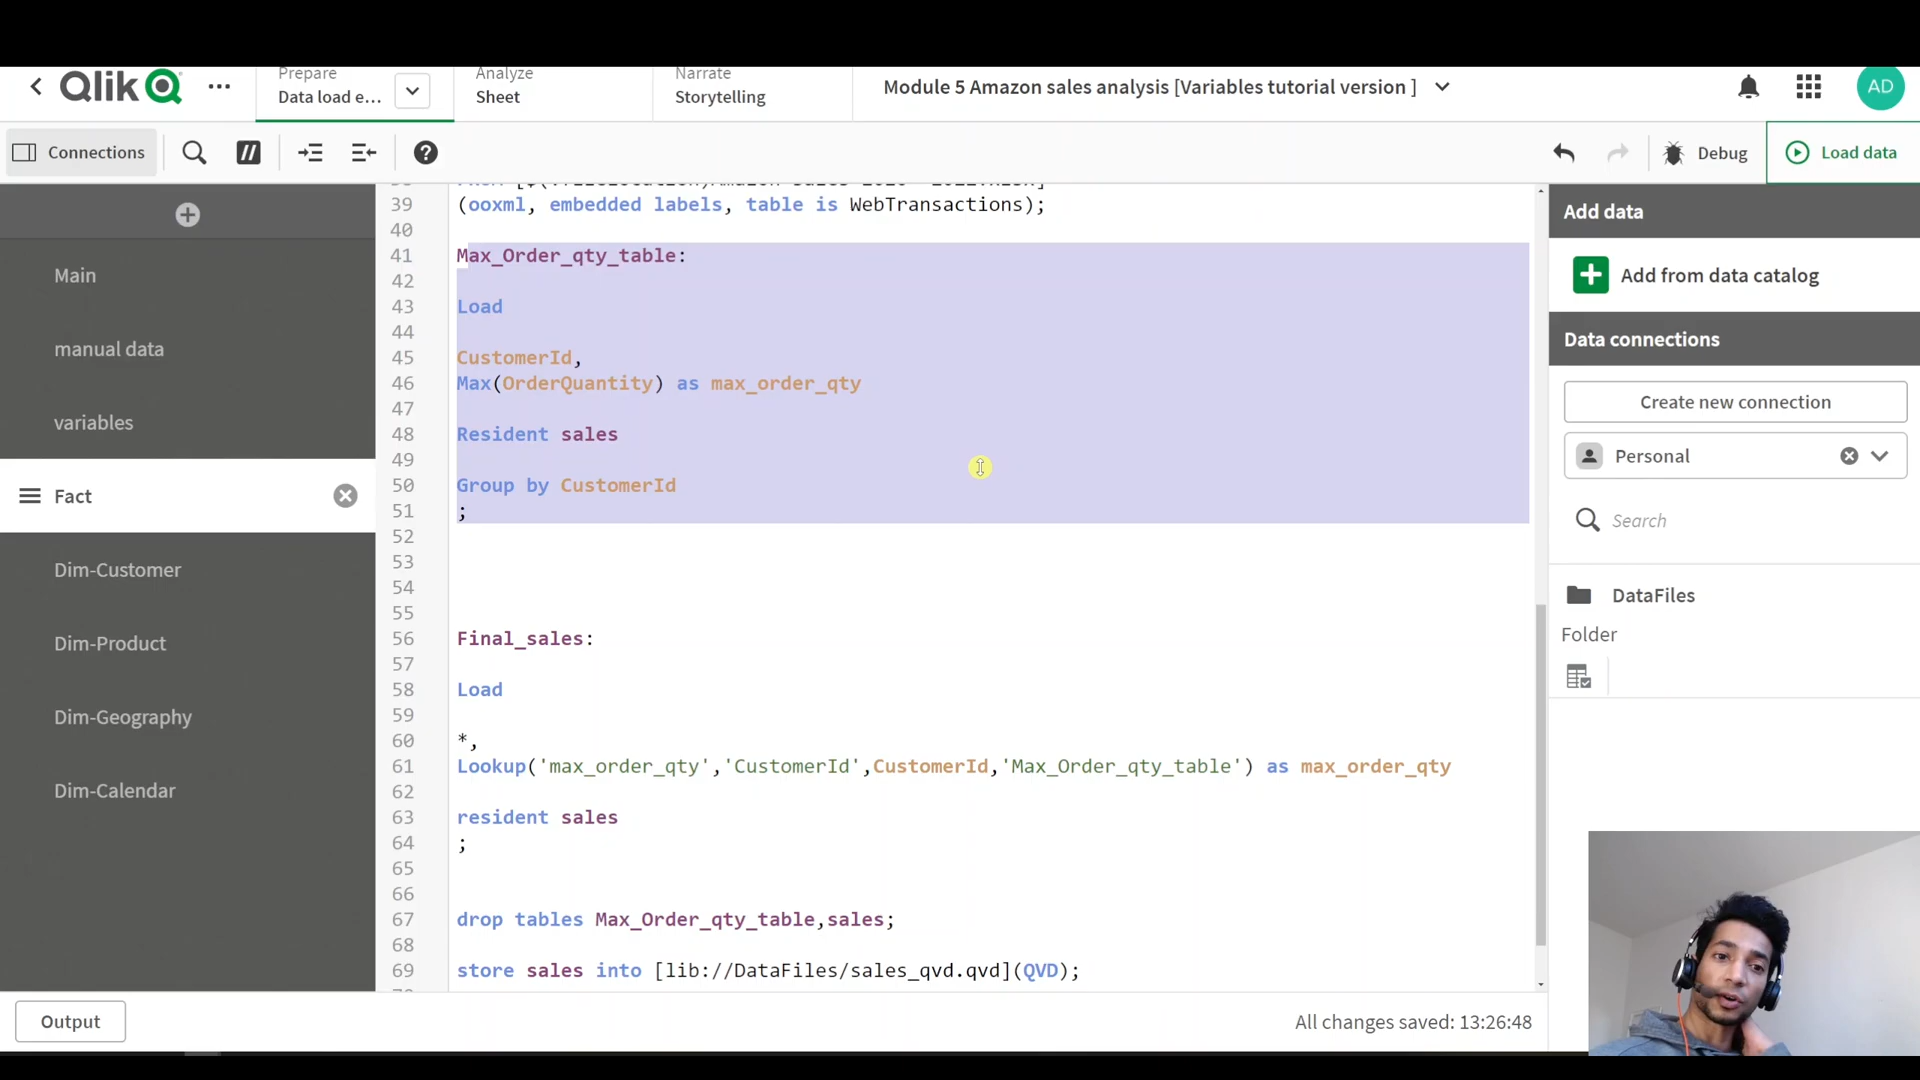 Qlik
Prepare
Data load e...
Analyze
Sheet
Narrate
Storytelling
Module 5 Amazon sales analysis [Variables tutorial version ]
AD
Connections
Debug
Load data
Main
manual data
variables
Fact
Dim-Customer
Dim-Product
Dim-Geography
Dim-Calendar
39 (ooxml, embedded labels, table is WebTransactions);
40
41 Max_Order_qty_table:
42
43 Load
44
45 CustomerId,
46 Max(OrderQuantity) as max_order_qty
47
48 Resident sales
49
50 Group by CustomerId
51 ;
52
53
54
55
56 Final_sales:
57
58 Load
59
60 *,
61 Lookup('max_order_qty','CustomerId',CustomerId,'Max_Order_qty_table') as max_order_qty
62
63 resident sales
64 ;
65
66
67 drop tables Max_Order_qty_table,sales;
68
69 store sales into [lib://DataFiles/sales_qvd.qvd](QVD);
Add data
Add from data catalog
Data connections
Create new connection
Personal
Search
DataFiles
Folder
Output
All changes saved: 13:26:48